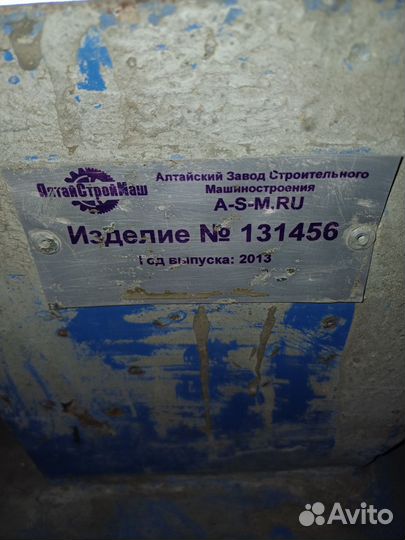 АлтайСтройМаш
Алтайский Завод Строительного
Машиностроения
A-S-M.RU
Изделие № 131456
Год выпуска: 2013
Avito